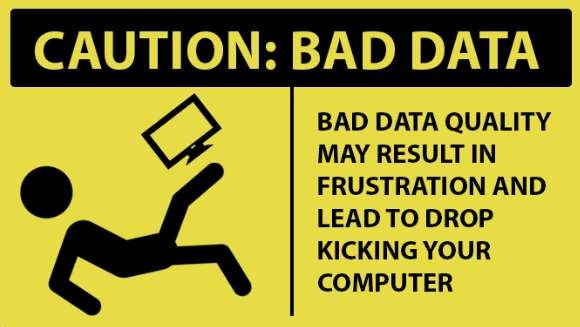 CAUTION: BAD DATA
BAD DATA QUALITY
MAY RESULT IN
FRUSTRATION AND
LEAD TO DROP
KICKING YOUR
COMPUTER